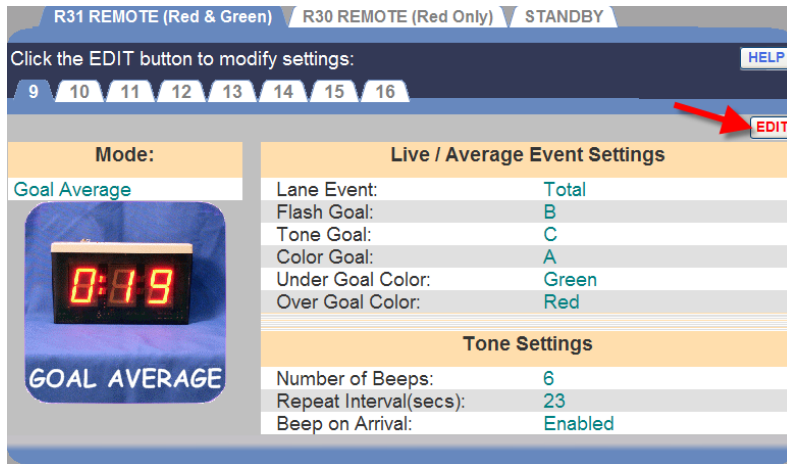 R31 REMOTE (Red & Green) R30 REMOTE (Red Only) STANDBY
Click the EDIT button to modify settings: HELP
9 10 11 12 13 14 15 16
EDIT
Mode: Live / Average Event Settings
Goal Average Lane Event: Total
Flash Goal: B
Tone Goal: C
Color Goal: A
Under Goal Color: Green
0:19
Over Goal Color: Red
Tone Settings
GOAL AVERAGE Number of Beeps: 6
Repeat Interval(secs): 23
Beep on Arrival: Enabled